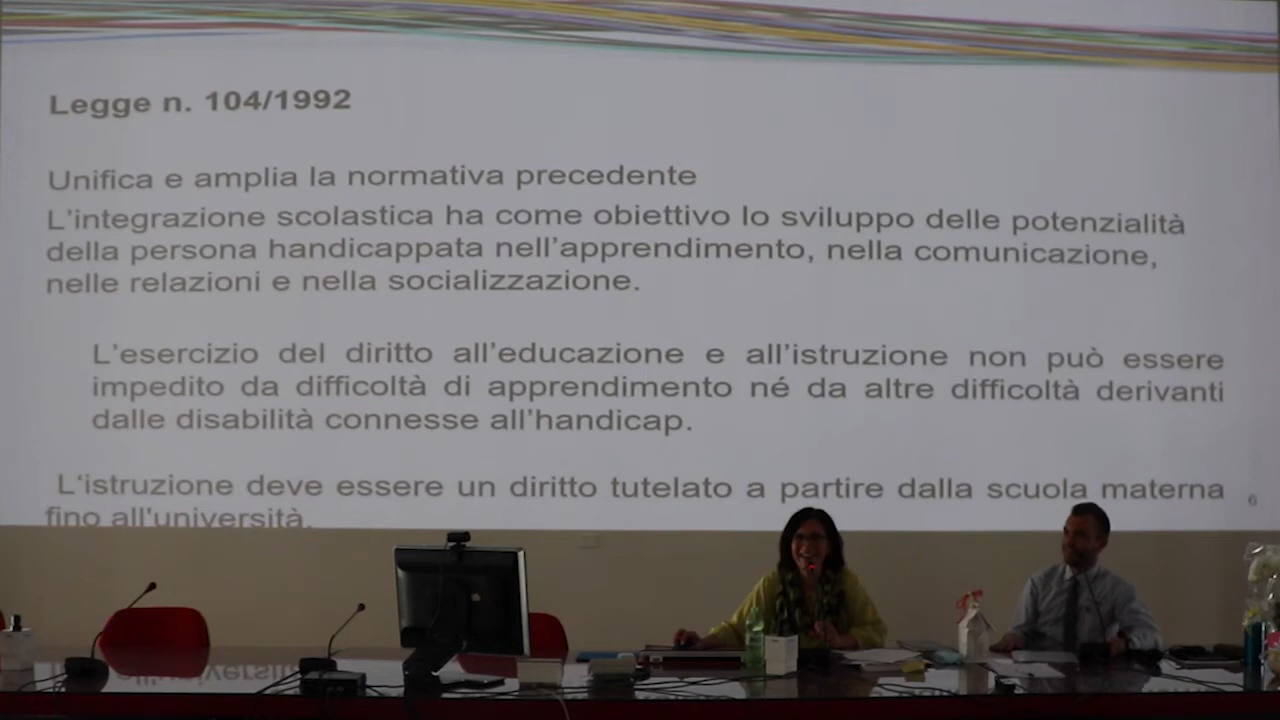 Legge n. 104/1992
Unifica e amplia la normativa precedente
L'integrazione scolastica ha come obiettivo lo sviluppo delle potenzialità
della persona handicappata nell'apprendimento, nella comunicazione,
nelle relazioni e nella socializzazione.
L'esercizio del diritto all'educazione e all'istruzione non può essere
impedito da difficoltà di apprendimento né da altre difficoltà derivanti
dalle disabilità connesse all'handicap.
L'istruzione deve essere un diritto tutelato a partire dalla scuola materna
fino all'università.
6